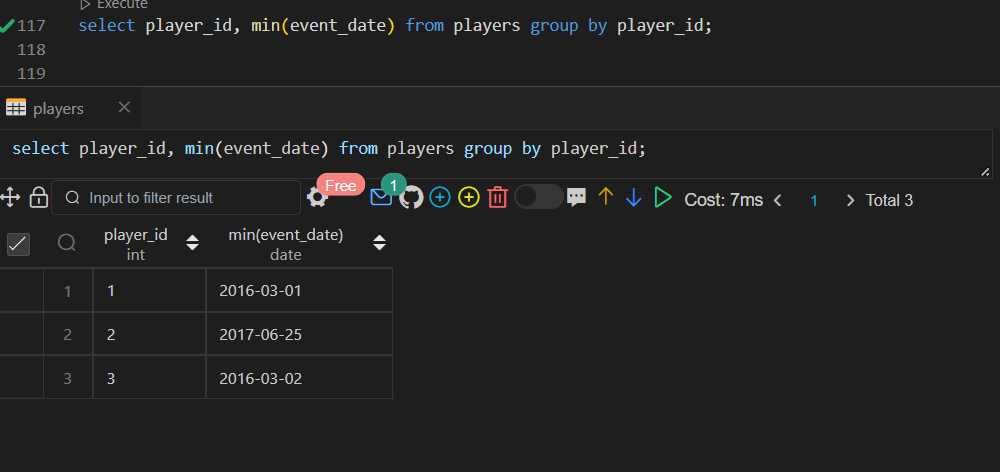 Execute
117 select player_id, min(event_date) from players group by player_id;
118
119
players
select player_id, min(event_date) from players group by player_id;
Input to filter result Free 1 Cost: 7ms 1 Total 3
player_id min(event_date)
int date
1 1 2016-03-01
2 2 2017-06-25
3 3 2016-03-02